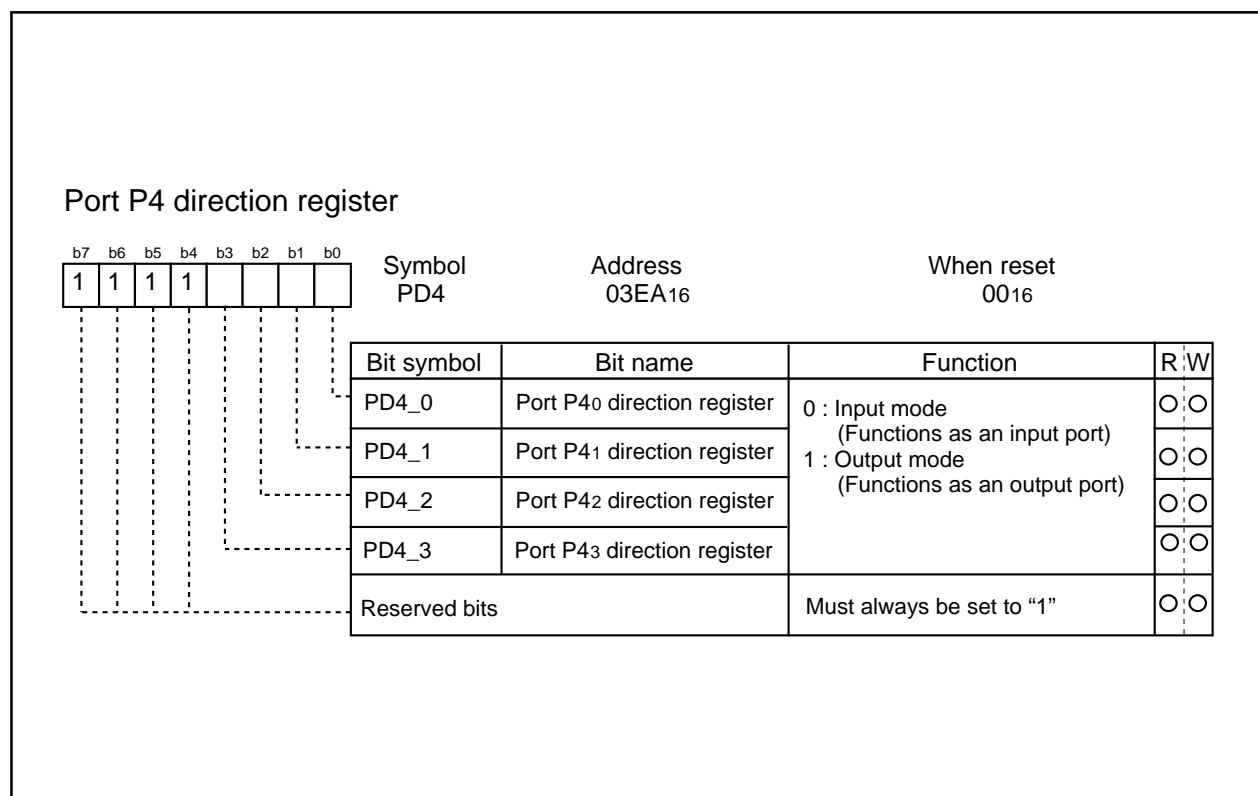 Port P4 direction register
b7 b6 b5 b4 b3 b2 b1 b0
1 1 1 1
Symbol Address When reset
PD4 03EA16 0016
Bit symbol Bit name Function R W
PD4_0 Port P40 direction register
PD4_1 Port P41 direction register
PD4_2 Port P42 direction register
PD4_3 Port P43 direction register
0 : Input mode
(Functions as an input port)
1 : Output mode
(Functions as an output port)
Reserved bits Must always be set to “1”